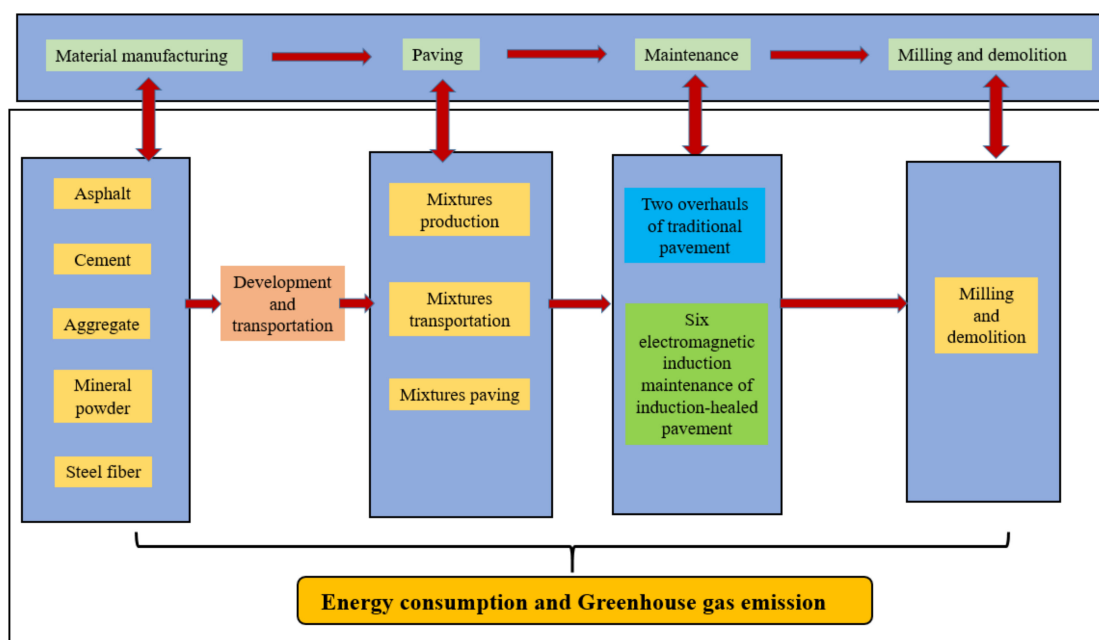 Material manufacturing
Paving
Maintenance
Milling and demolition
Asphalt
Cement
Aggregate
Mineral
powder
Steel fiber
Development
and
transportation
Mixtures
production
Mixtures
transportation
Mixtures paving
Two overhauls
of traditional
pavement
Six
electromagnetic
induction
maintenance of
induction-healed
pavement
Milling
and
demolition
Energy consumption and Greenhouse gas emission